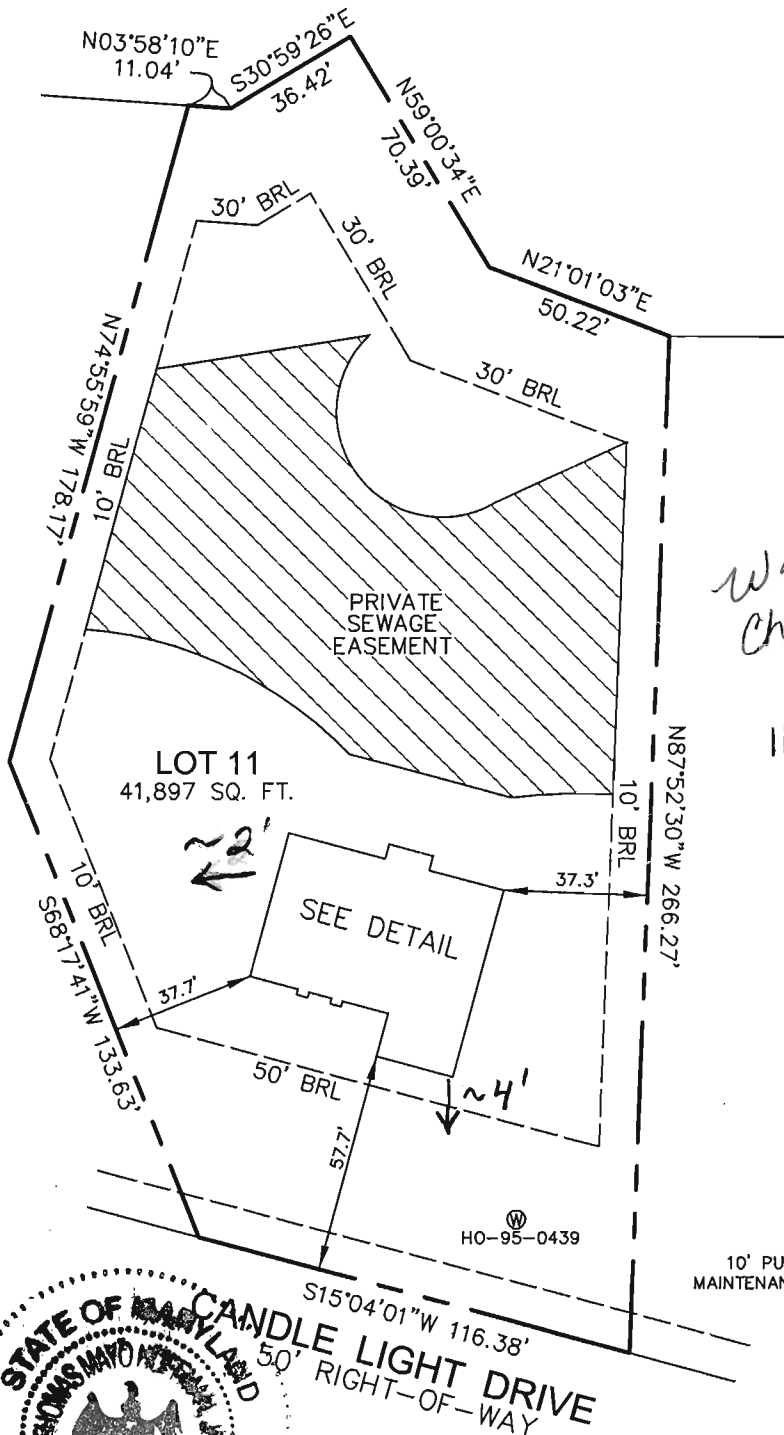 N03°58'10"E
11.04'
S30°59'26"E
36.42'
N59°00'34"E
70.39'
N21°01'03"E
50.22'
30' BRL
30' BRL
30' BRL
N74°55'59"W 178.17'
10' BRL
PRIVATE
SEWAGE
EASEMENT
LOT 11
41,897 SQ. FT.
~2'
10' BRL
N87°52'30"W 266.27'
37.3'
SEE DETAIL
10' BRL
S68°17'41"W 133.63'
37.7'
50' BRL
~4'
57.7'
W
HO-95-0439
10' PU
MAINTENAN
S15°04'01"W 116.38'
CANDLE LIGHT DRIVE
50' RIGHT-OF-WAY
STATE OF MARYLAND
THOMAS MAYO